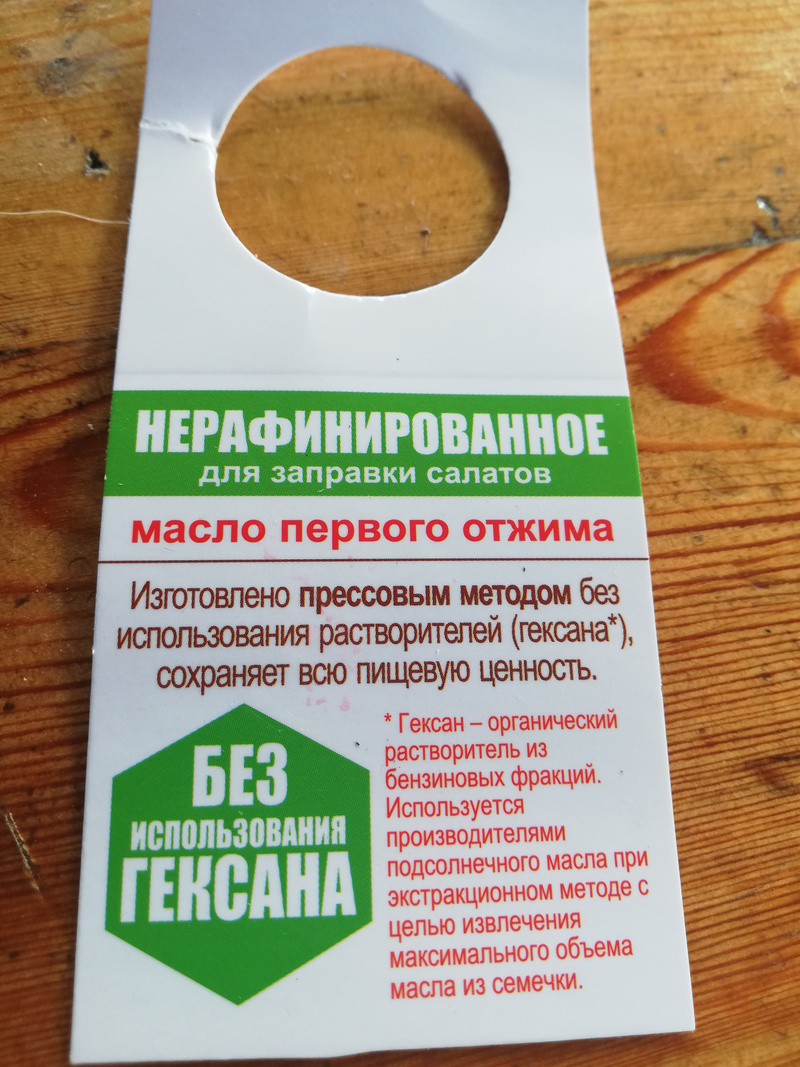 НЕРАФИНИРОВАННОЕ
для заправки салатов
масло первого отжима
Изготовлено прессовым методом без
использования растворителей (гексана*),
сохраняет всю пищевую ценность.
БЕЗ
ИСПОЛЬЗОВАНИЯ
ГЕКСАНА
* Гексан – органический
растворитель из
бензиновых фракций.
Используется
производителями
подсолнечного масла при
экстракционном методе с
целью извлечения
максимального объема
масла из семечки.